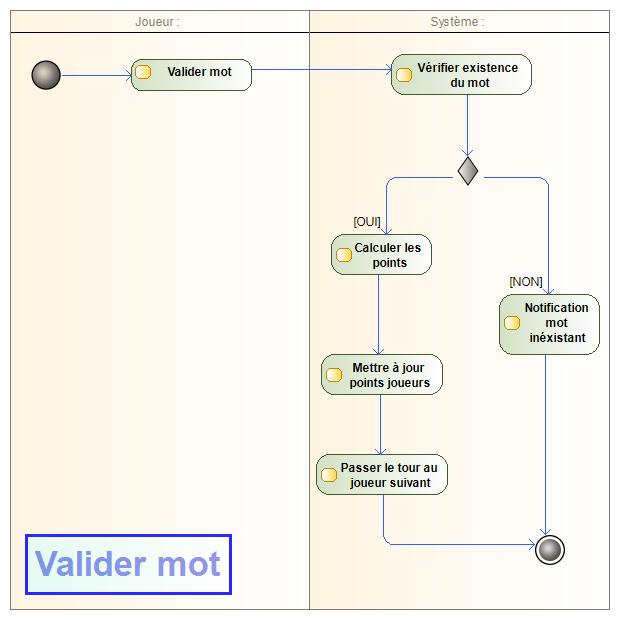 Joueur :
Système :
Valider mot
Vérifier existence
du mot
[OUI]
Calculer les
points
[NON]
Notification
mot
inéxistant
Mettre à jour
points joueurs
Passer le tour au
joueur suivant
Valider mot